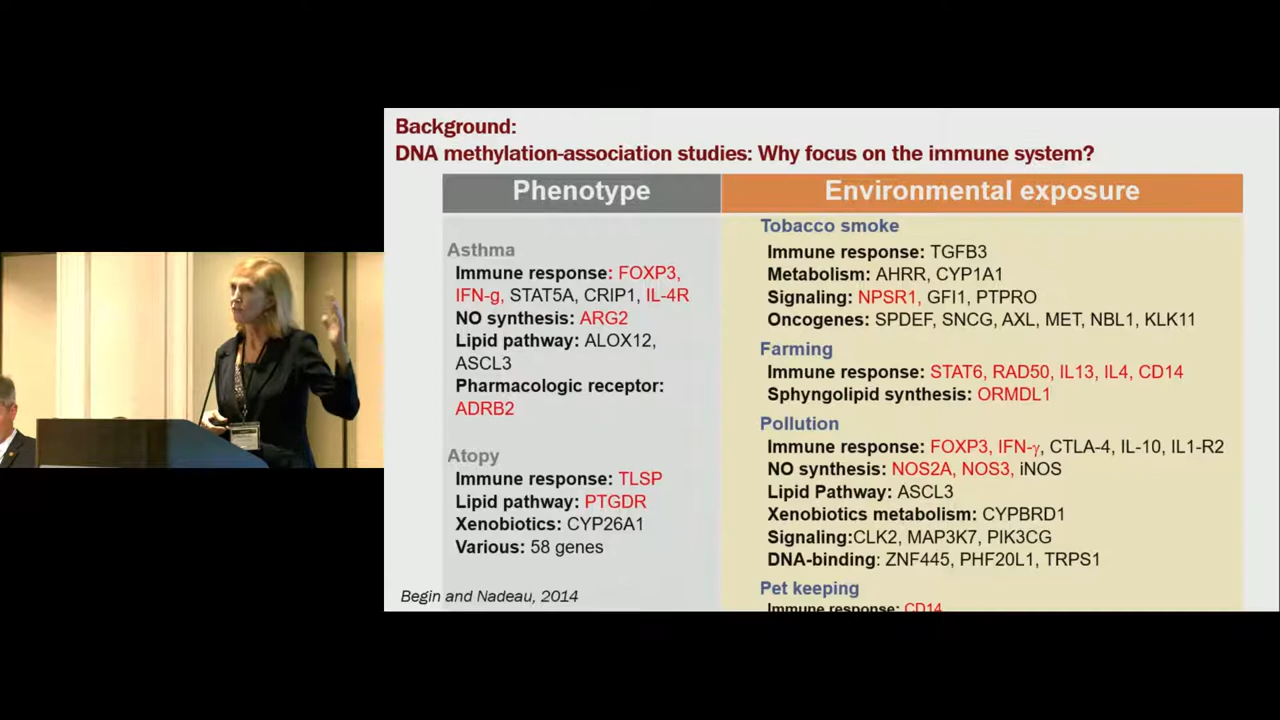 Background:
DNA methylation-association studies: Why focus on the immune system?
Phenotype
Asthma
Immune response: FOXP3,
IFN-g, STAT5A, CRIP1, IL-4R
NO synthesis: ARG2
Lipid pathway: ALOX12,
ASCL3
Pharmacologic receptor:
ADRB2
Atopy
Immune response: TLSP
Lipid pathway: PTGDR
Xenobiotics: CYP26A1
Various: 58 genes
Begin and Nadeau, 2014
Environmental exposure
Tobacco smoke
Immune response: TGFB3
Metabolism: AHRR, CYP1A1
Signaling: NPSR1, GFI1, PTPRO
Oncogenes: SPDEF, SNCG, AXL, MET, NBL1, KLK11
Farming
Immune response: STAT6, RAD50, IL13, IL4, CD14
Sphyngolipid synthesis: ORMDL1
Pollution
Immune response: FOXP3, IFN-γ, CTLA-4, IL-10, IL1-R2
NO synthesis: NOS2A, NOS3, iNOS
Lipid Pathway: ASCL3
Xenobiotics metabolism: CYPBRD1
Signaling:CLK2, MAP3K7, PIK3CG
DNA-binding: ZNF445, PHF20L1, TRPS1
Pet keeping
Immune response: CD14